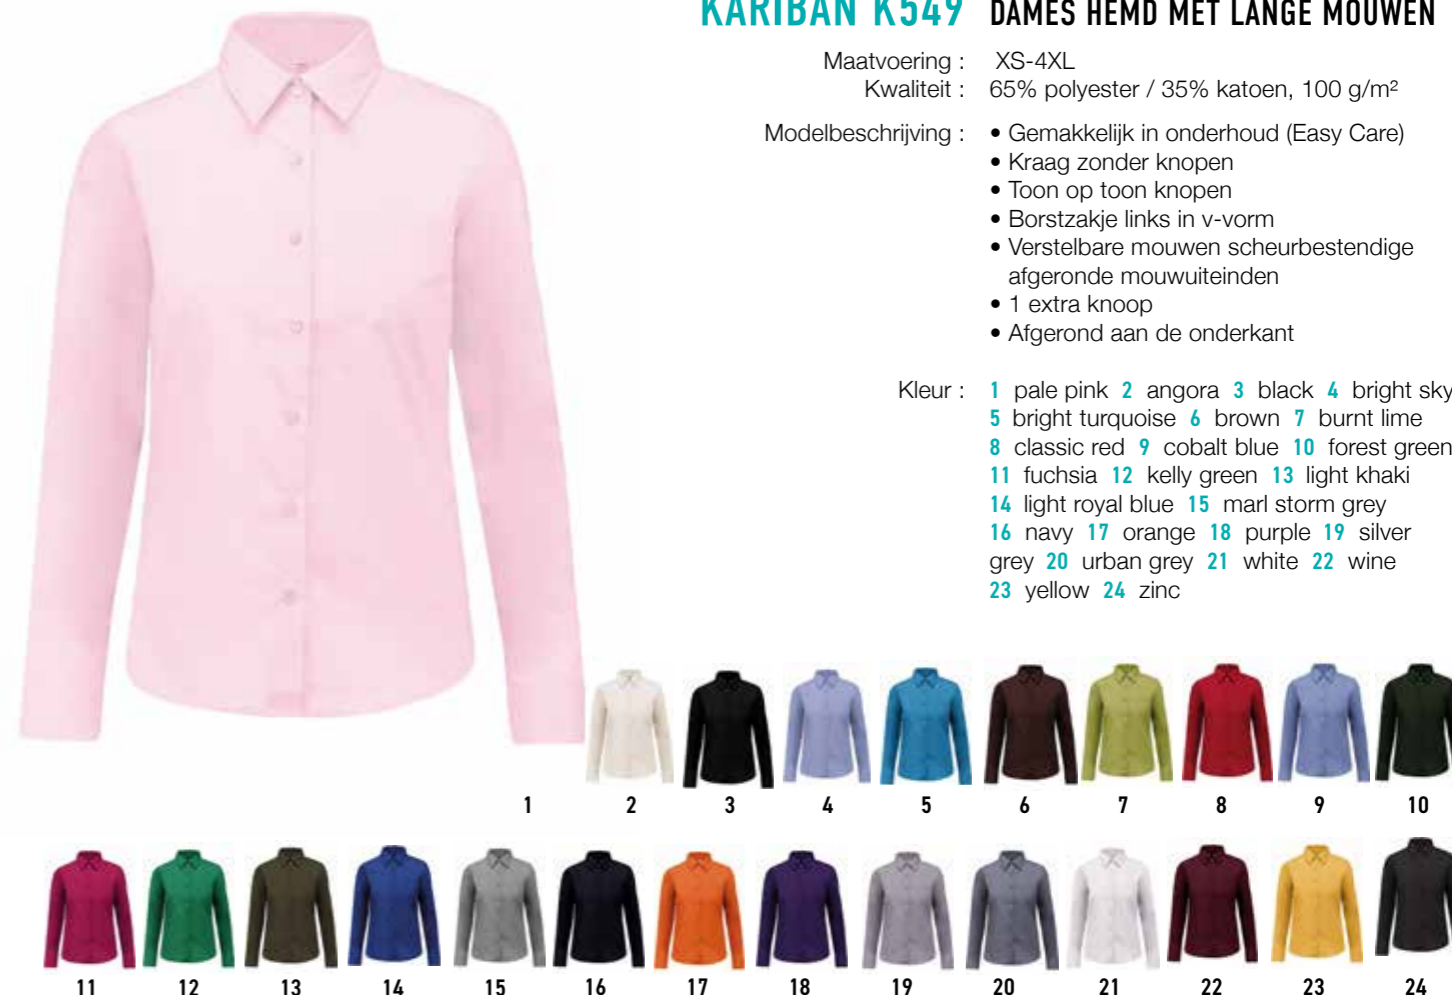 KARIBAN K549 DAMES HEMD MET LANGE MOUWEN
Maatvoering : XS-4XL
Kwaliteit : 65% polyester / 35% katoen, 100 g/m²
Modelbeschrijving : • Gemakkelijk in onderhoud (Easy Care)
• Kraag zonder knopen
• Toon op toon knopen
• Borstzakje links in v-vorm
• Verstelbare mouwen scheurbestendige
afgeronde mouwuiteinden
• 1 extra knoop
• Afgerond aan de onderkant
Kleur : 1 pale pink 2 angora 3 black 4 bright sky
5 bright turquoise 6 brown 7 burnt lime
8 classic red 9 cobalt blue 10 forest green
11 fuchsia 12 kelly green 13 light khaki
14 light royal blue 15 marl storm grey
16 navy 17 orange 18 purple 19 silver
grey 20 urban grey 21 white 22 wine
23 yellow 24 zinc
1 2 3 4 5 6 7 8 9 10
11 12 13 14 15 16 17 18 19 20 21 22 23 24